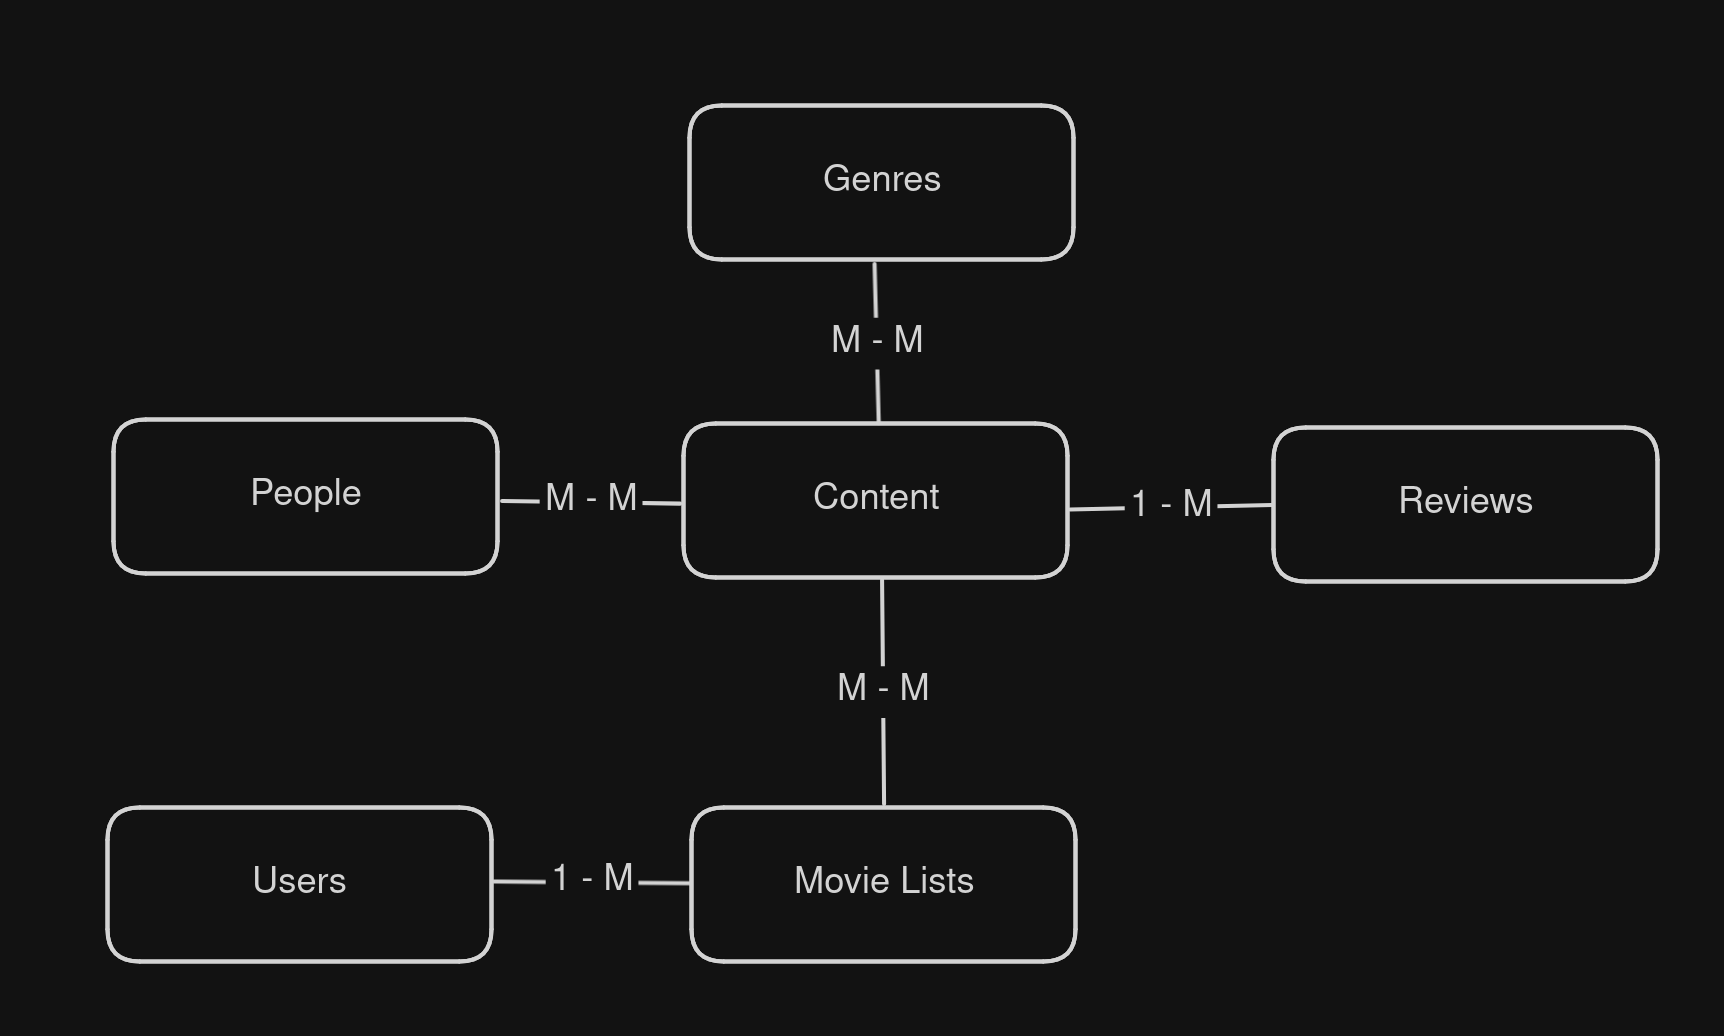 Genres
M - M
People
M - M
Content
1 - M
Reviews
M - M
Users
1 - M
Movie Lists